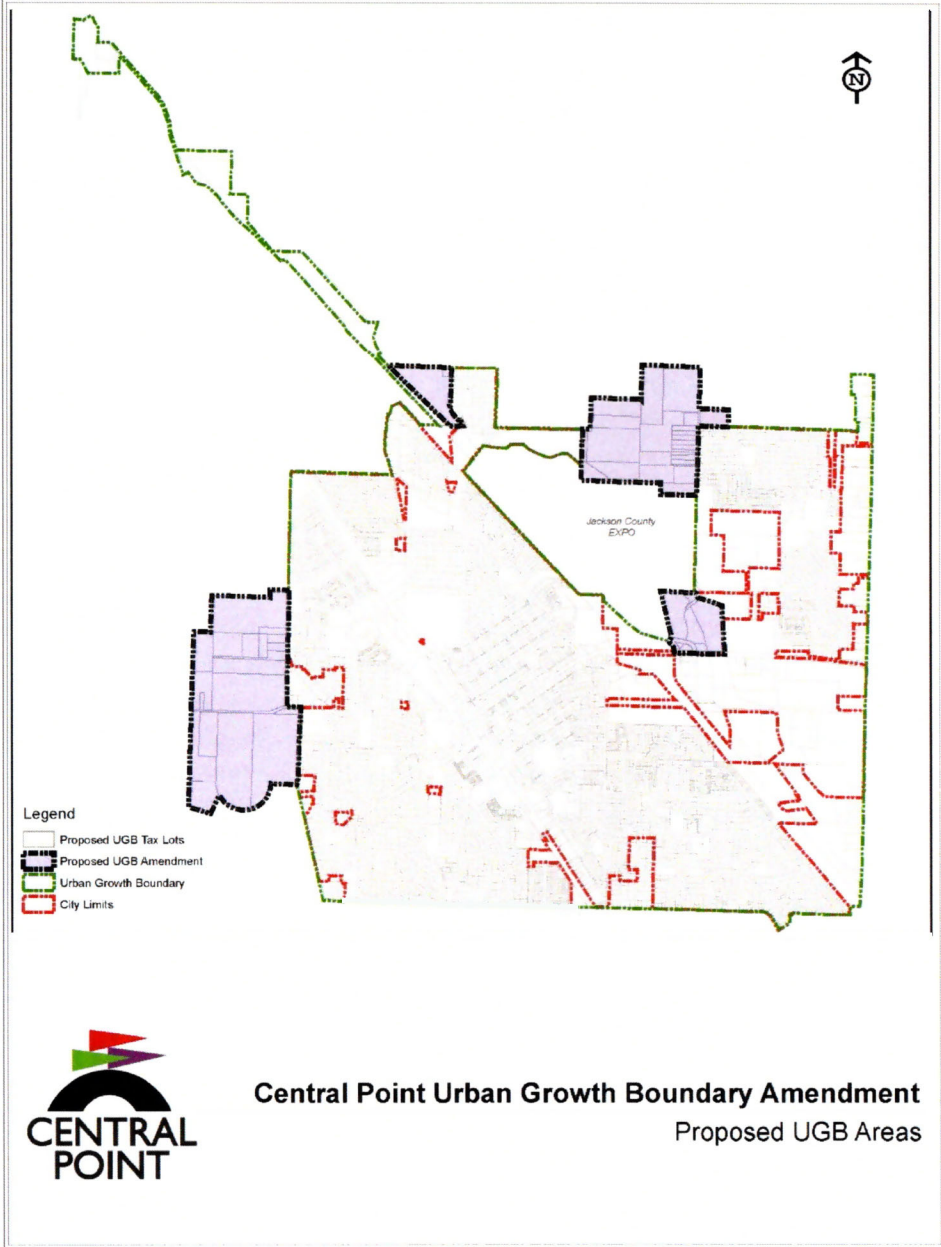 N
Jackson County
EXPO
Legend
Proposed UGB Tax Lots
Proposed UGB Amendment
Urban Growth Boundary
City Limits
CENTRAL
POINT
Central Point Urban Growth Boundary Amendment
Proposed UGB Areas